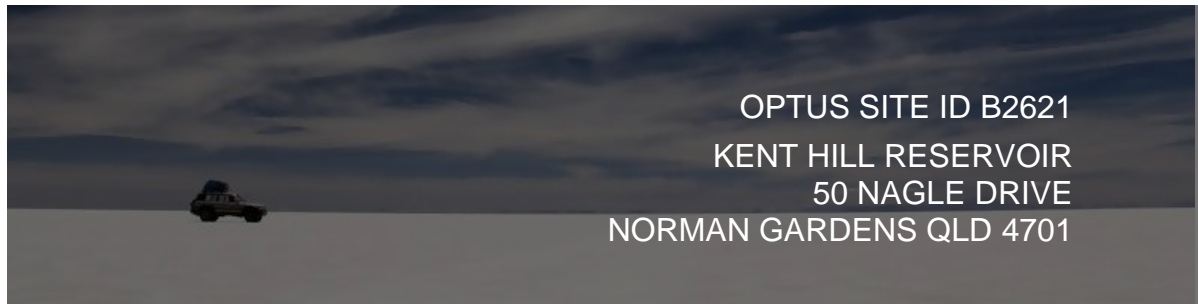 OPTUS SITE ID B2621
KENT HILL RESERVOIR
50 NAGLE DRIVE
NORMAN GARDENS QLD 4701